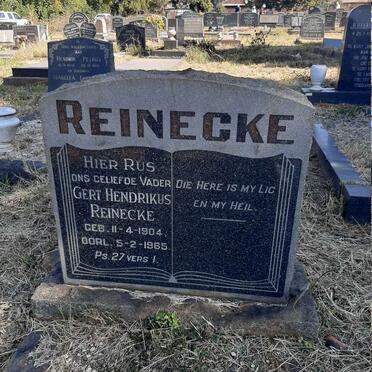 REINECKE
HIER RUS
ONS GELIEFDE VADER
GERT HENDRIKUS
REINECKE
GEB. 11-4-1904
OORL. 5-2-1965
PS. 27 VERS 1.
DIE HERE IS MY LIG
EN MY HEIL.